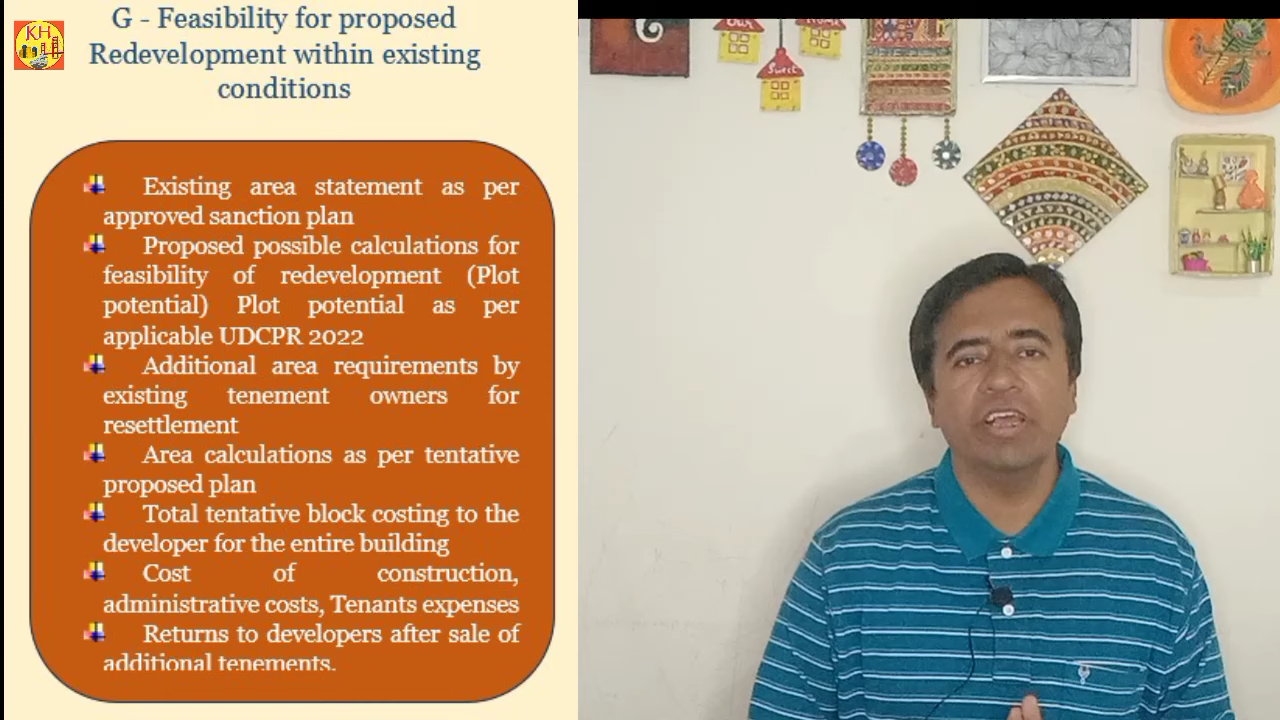 G - Feasibility for proposed
Redevelopment within existing
conditions
KH
Our
Home
Sweet
Existing area statement as per
approved sanction plan
Proposed possible calculations for
feasibility of redevelopment (Plot
potential) Plot potential as per
applicable UDCPR 2022
Additional area requirements by
existing tenement owners for
resettlement
Area calculations as per tentative
proposed plan
Total tentative block costing to the
developer for the entire building
Cost of construction,
administrative costs, Tenants expenses
Returns to developers after sale of
additional tenements.